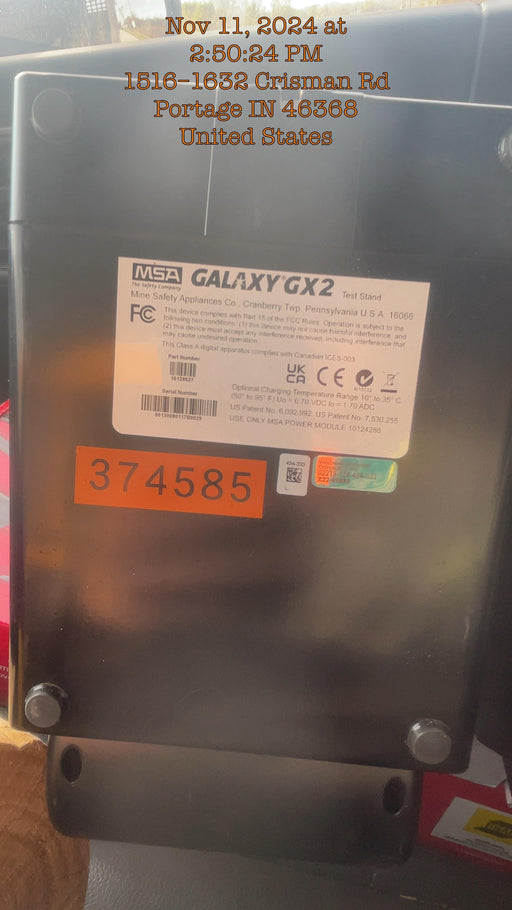 Nov 11, 2024 at
2:50:24 PM
1516-1632 Crisman Rd
Portage IN 46368
United States
MSA GALAXY GX2 Test Stand
The Safety Company
Mine Safety Appliances Co., Cranberry Twp. Pennsylvania U.S.A. 16066
FC This device complies with Part 15 of the FCC Rules. Operation is subject to the
following two conditions: (1) this device may not cause harmful interference, and
(2) this device must accept any interference received, including interference that
may cause undesired operation.
This Class A digital apparatus complies with Canadian ICES-003
Part Number
10128627
Serial Number
UK
CA CE
N13132
Optional Charging Temperature Range 10° to 35° C
(50° to 95° F) Uo = 6.70 VDC Io = 1.70 ADC
US Patent No. 6,092,992, US Patent No. 7,530,255
USE ONLY MSA POWER MODULE 10124286
374585
454-333